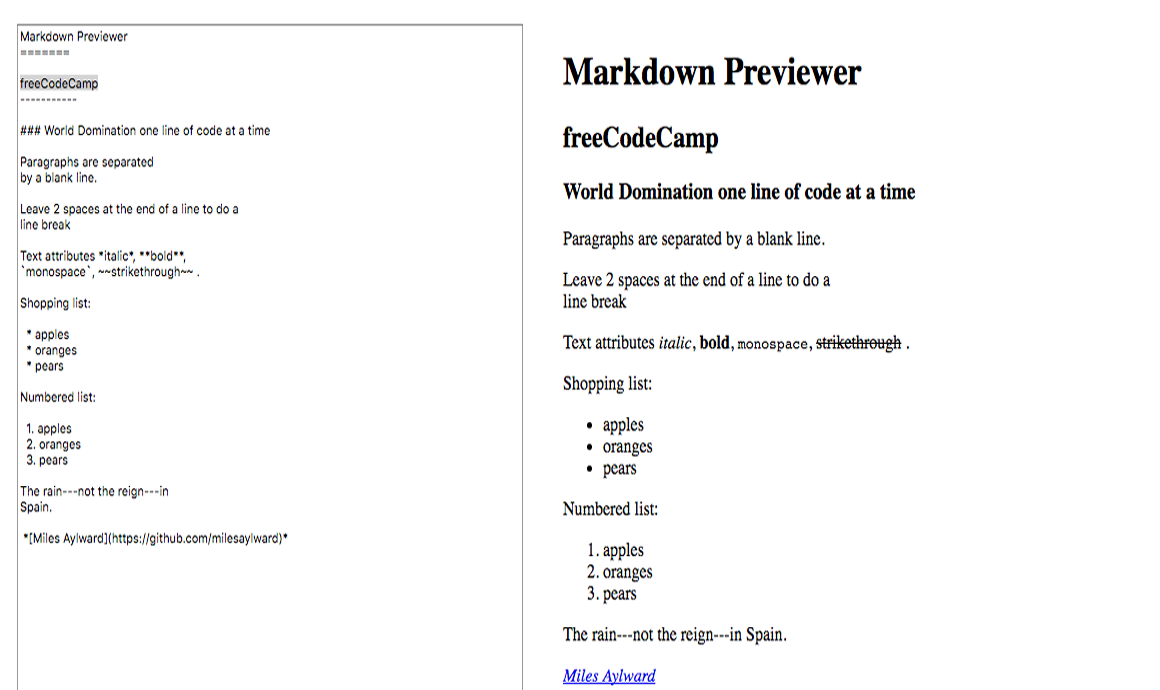 Markdown Previewer
=======
freeCodeCamp
-----------
### World Domination one line of code at a time
Paragraphs are separated
by a blank line.
Leave 2 spaces at the end of a line to do a
line break
Text attributes *italic*, **bold**,
`monospace`, ~~strikethrough~~ .
Shopping list:
* apples
* oranges
* pears
Numbered list:
1. apples
2. oranges
3. pears
The rain---not the reign---in
Spain.
*[Miles Aylward](https://github.com/milesaylward)*
Markdown Previewer
freeCodeCamp
World Domination one line of code at a time
Paragraphs are separated by a blank line.
Leave 2 spaces at the end of a line to do a
line break
Text attributes italic, bold, monospace, strikethrough .
Shopping list:
• apples
• oranges
• pears
Numbered list:
1. apples
2. oranges
3. pears
The rain---not the reign---in Spain.
Miles Aylward